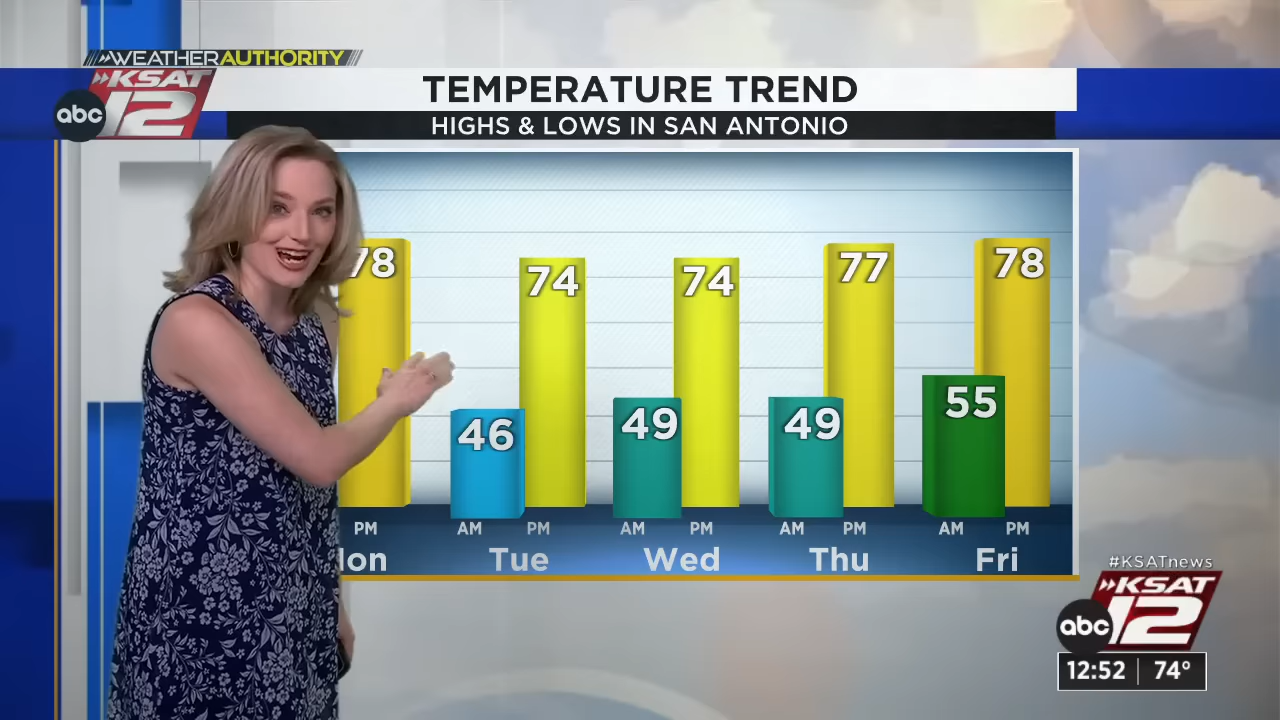 WEATHERAUTHORITY
KSAT
abc 12
TEMPERATURE TREND
HIGHS & LOWS IN SAN ANTONIO
78 74 74 77 78
46 49 49 55
PM AM PM AM PM AM PM AM PM
on Tue Wed Thu Fri
#KSATnews
KSAT
abc 12
12:52 74°